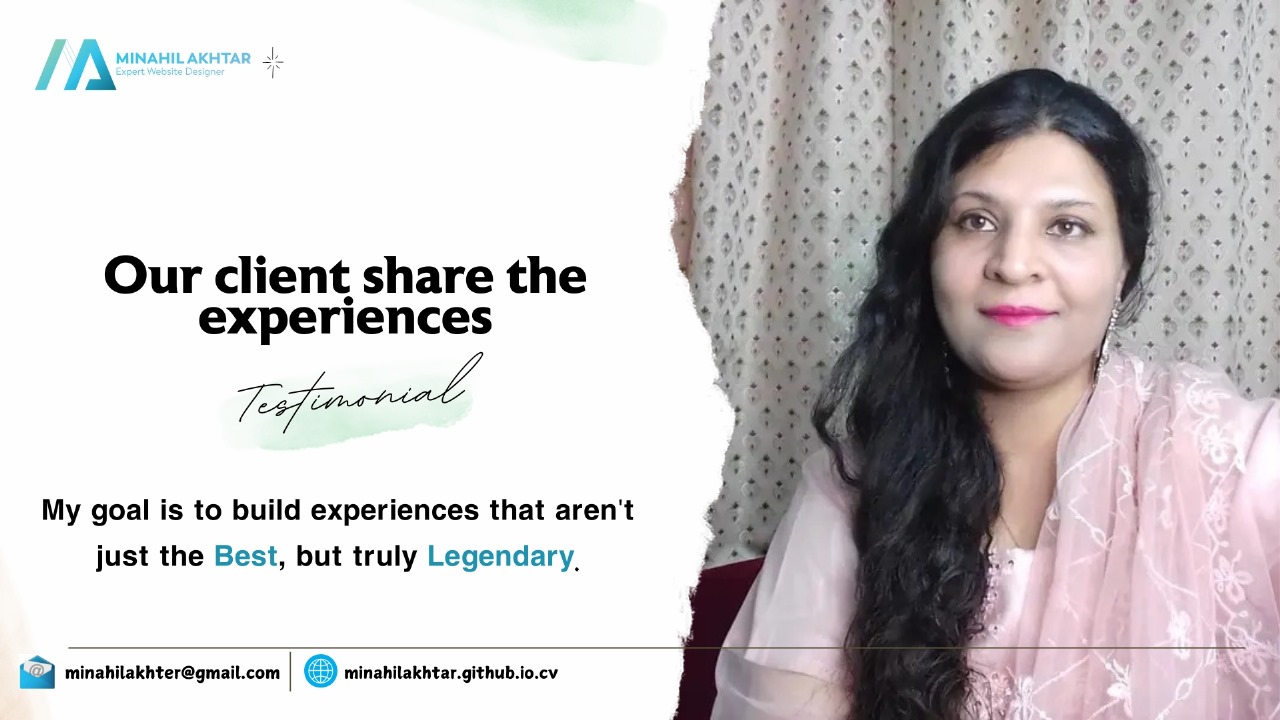 MINAHIL AKHTAR
Expert Website Designer
Our client share the
experiences
Testimonial
My goal is to build experiences that aren't
just the Best, but truly Legendary.
minahilakhter@gmail.com
minahilakhtar.github.io.cv